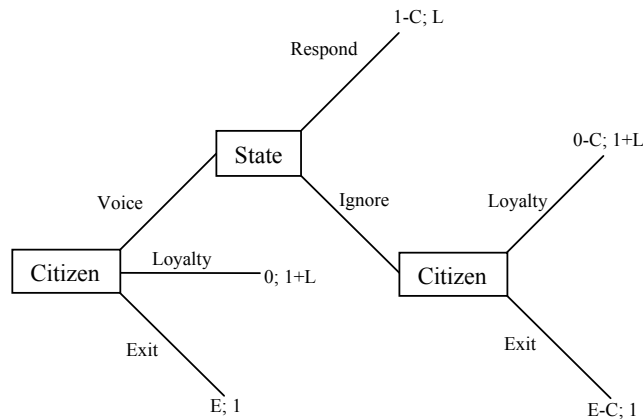 1-C; L
Respond
0-C; 1+L
State
Ignore
Voice
Loyalty
Loyalty
Citizen
0; 1+L
Citizen
Exit
Exit
E; 1
E-C; 1